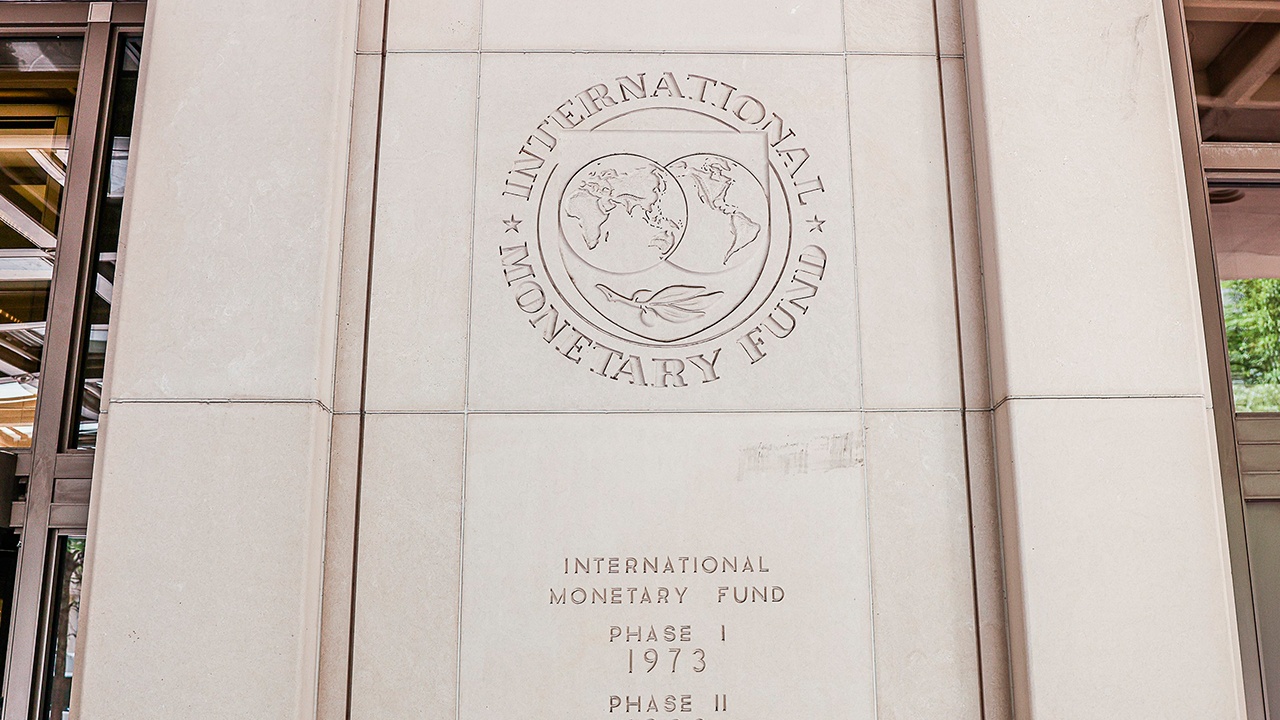 INTERNATIONAL
MONETARY FUND
INTERNATIONAL
MONETARY FUND
PHASE I
1973
PHASE II